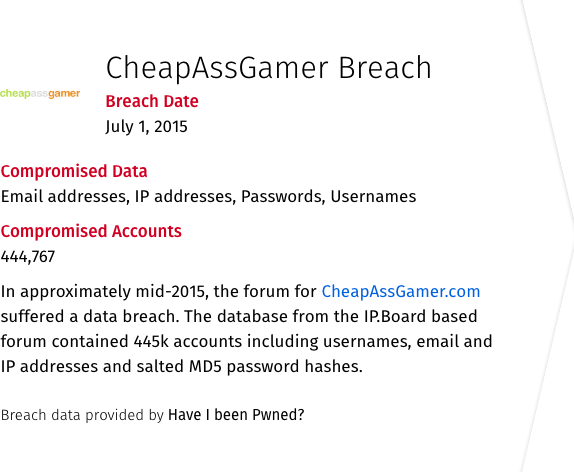 CheapAssGamer Breach
cheapassgamer
Breach Date
July 1, 2015
Compromised Data
Email addresses, IP addresses, Passwords, Usernames
Compromised Accounts
444,767
In approximately mid-2015, the forum for CheapAssGamer.com
suffered a data breach. The database from the IP.Board based
forum contained 445k accounts including usernames, email and
IP addresses and salted MD5 password hashes.
Breach data provided by Have I been Pwned?